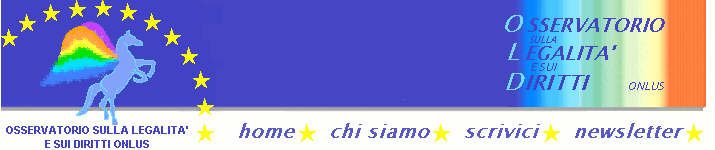 OSSERVATORIO
SULLA
LEGALITA'
E SUI
DIRITTI ONLUS
OSSERVATORIO SULLA LEGALITA'
E SUI DIRITTI ONLUS
home chi siamo scrivici newsletter